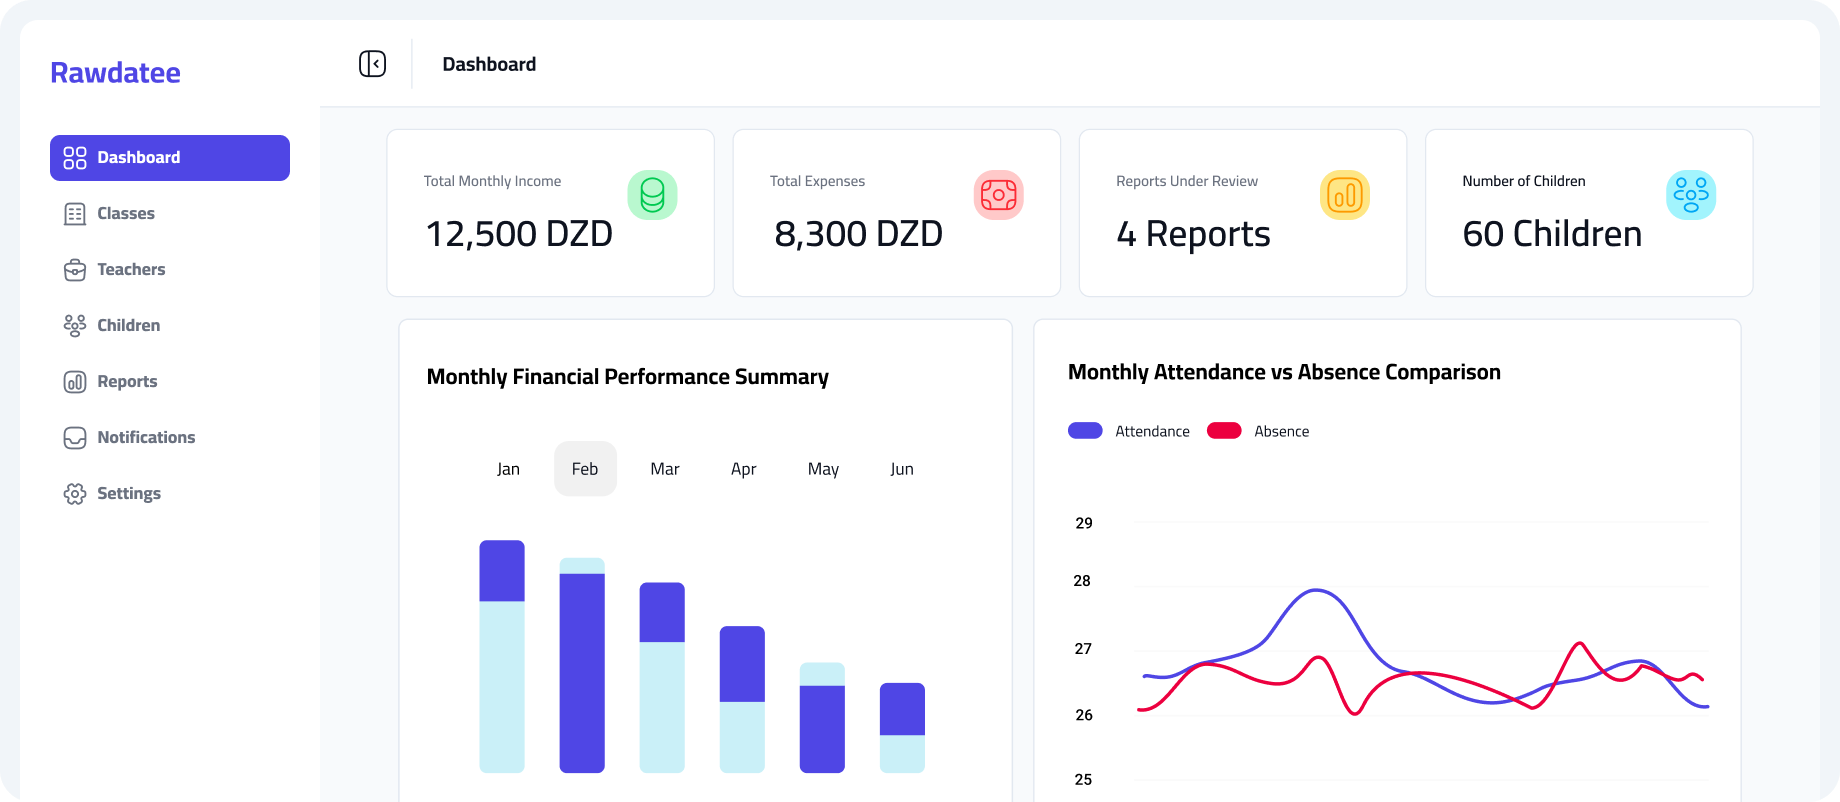 Rawdatee
Dashboard
Classes
Teachers
Children
Reports
Notifications
Settings
Dashboard
Total Monthly Income
12,500 DZD
Total Expenses
8,300 DZD
Reports Under Review
4 Reports
Number of Children
60 Children
Monthly Financial Performance Summary
Jan Feb Mar Apr May Jun
Monthly Attendance vs Absence Comparison
Attendance Absence
29
28
27
26
25